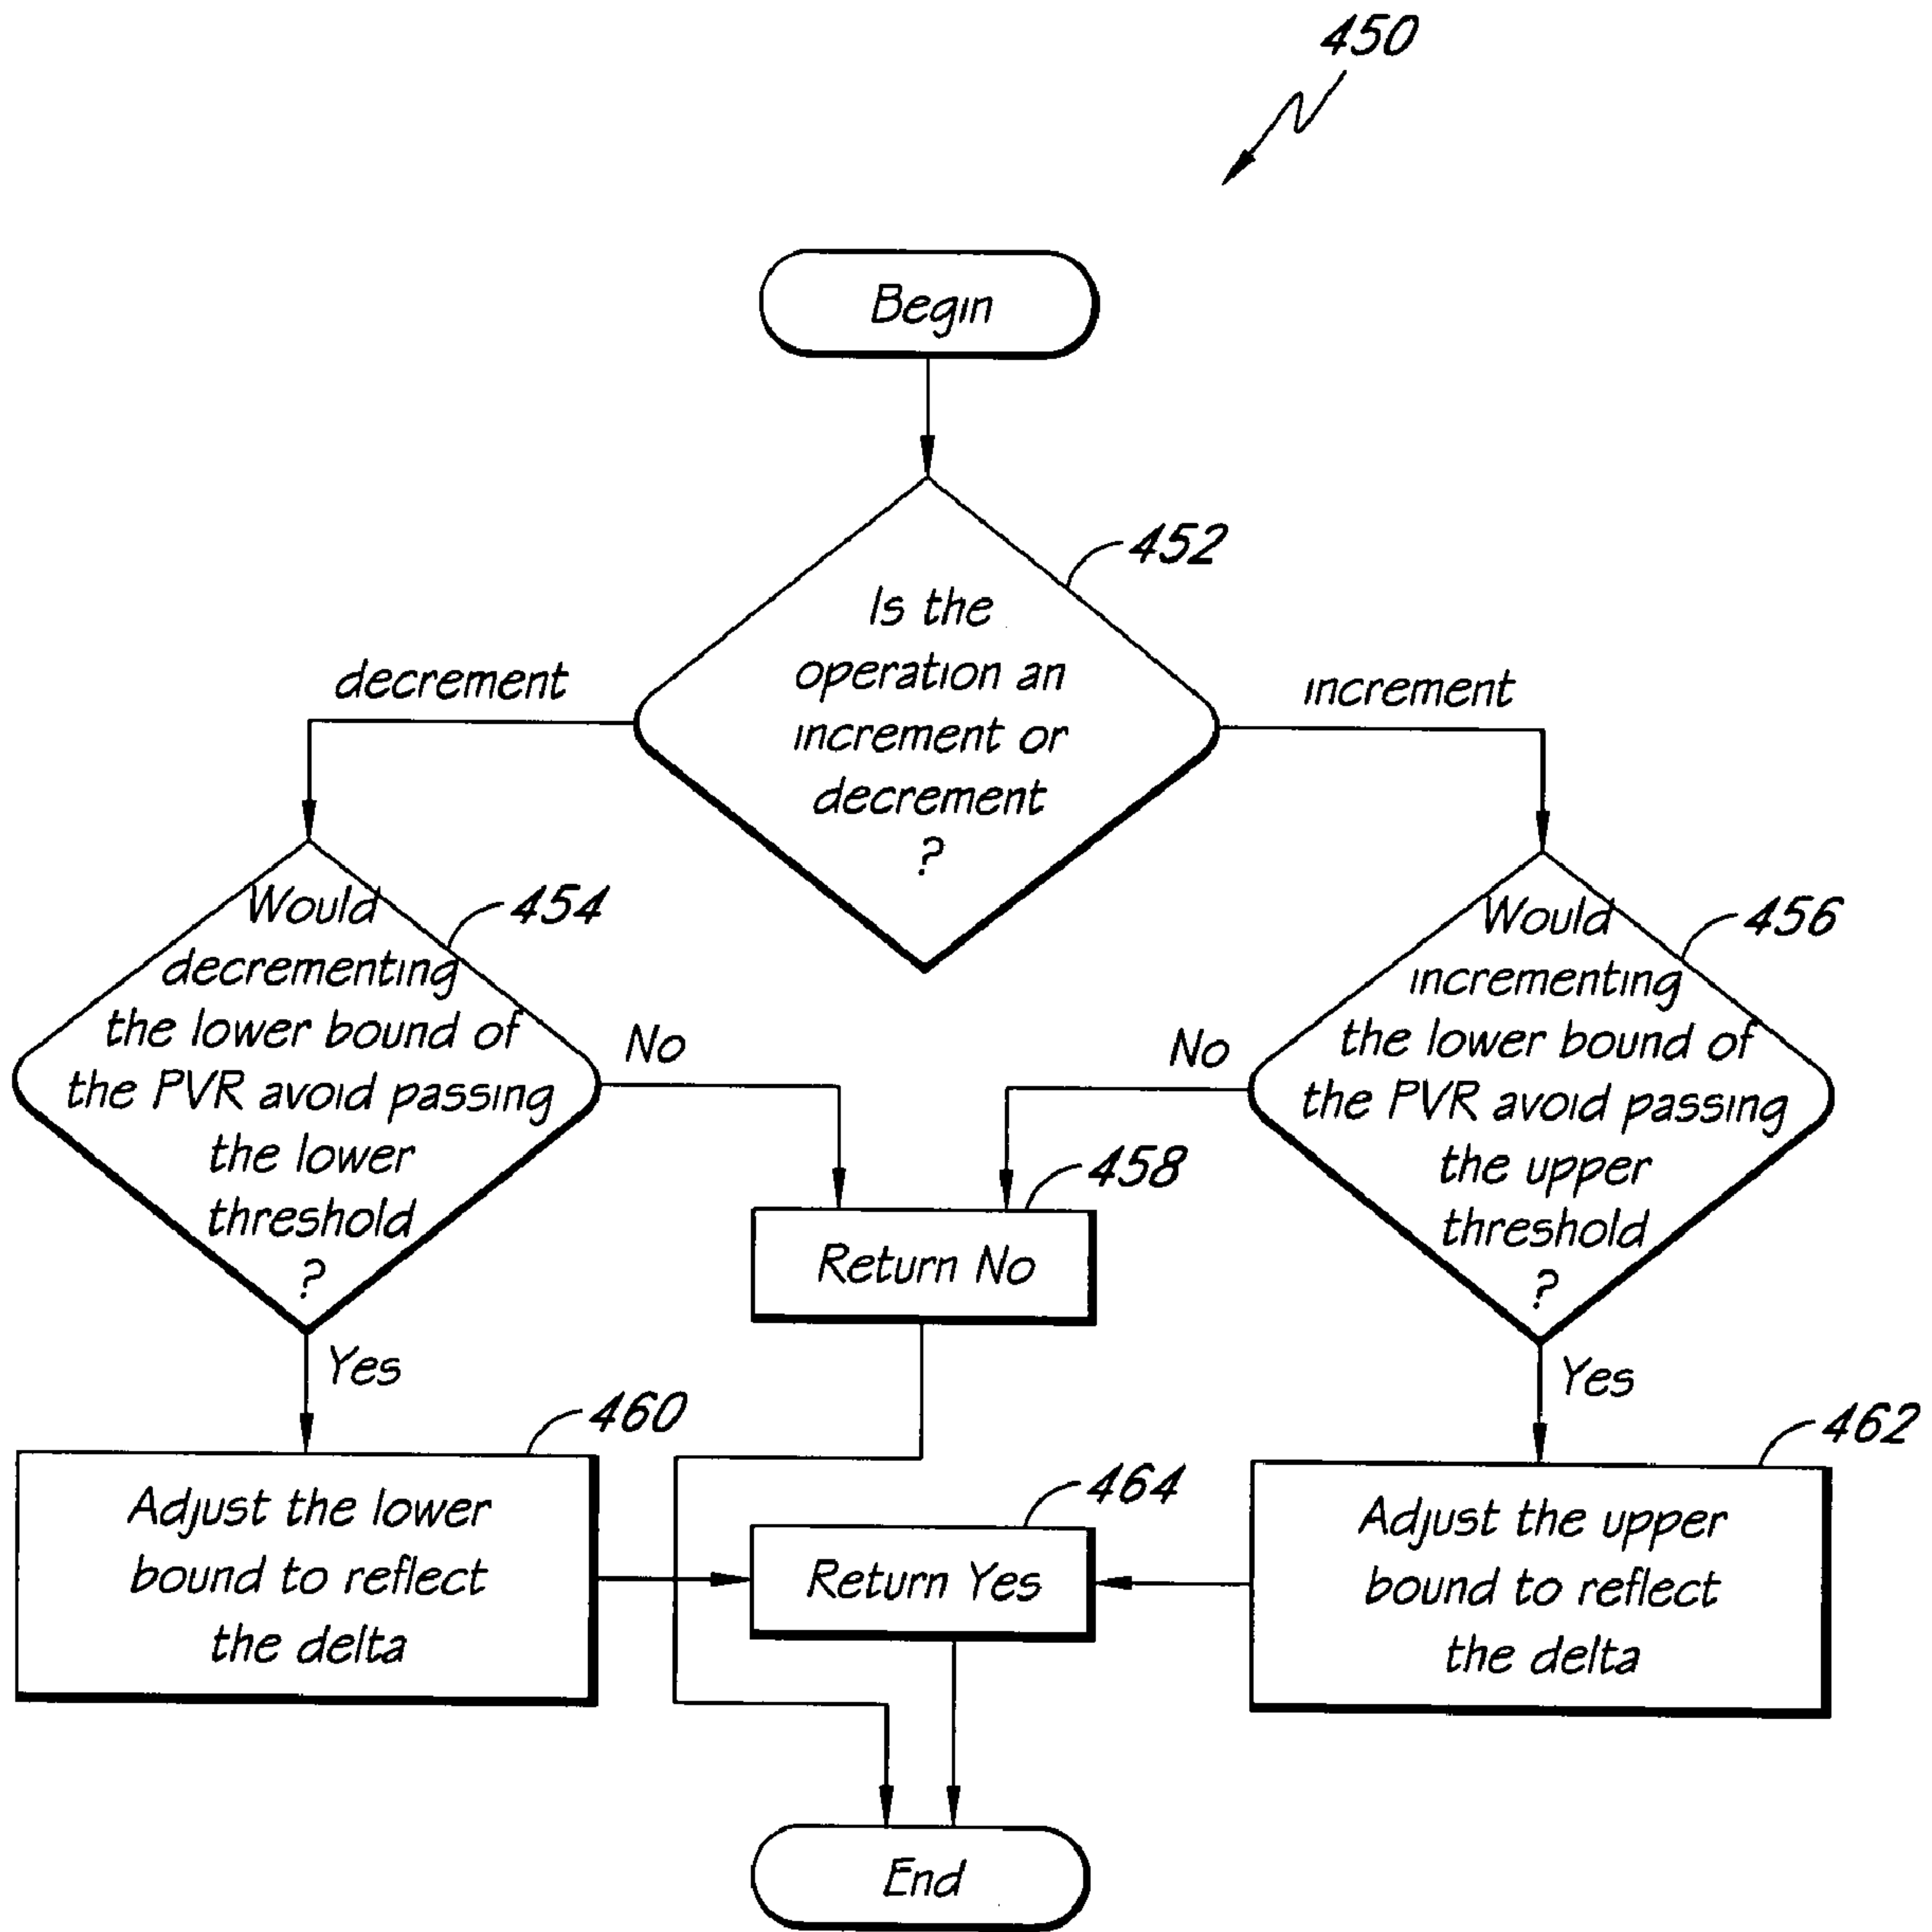 450
Begin
452
Is the
operation an
increment or
decrement
?
decrement
increment
454
Would
decrementing
the lower bound of
the PVR avoid passing
the lower
threshold
?
No
Yes
456
Would
incrementing
the lower bound of
the PVR avoid passing
the upper
threshold
?
No
Yes
458
Return No
460
Adjust the lower
bound to reflect
the delta
464
Return Yes
462
Adjust the upper
bound to reflect
the delta
End